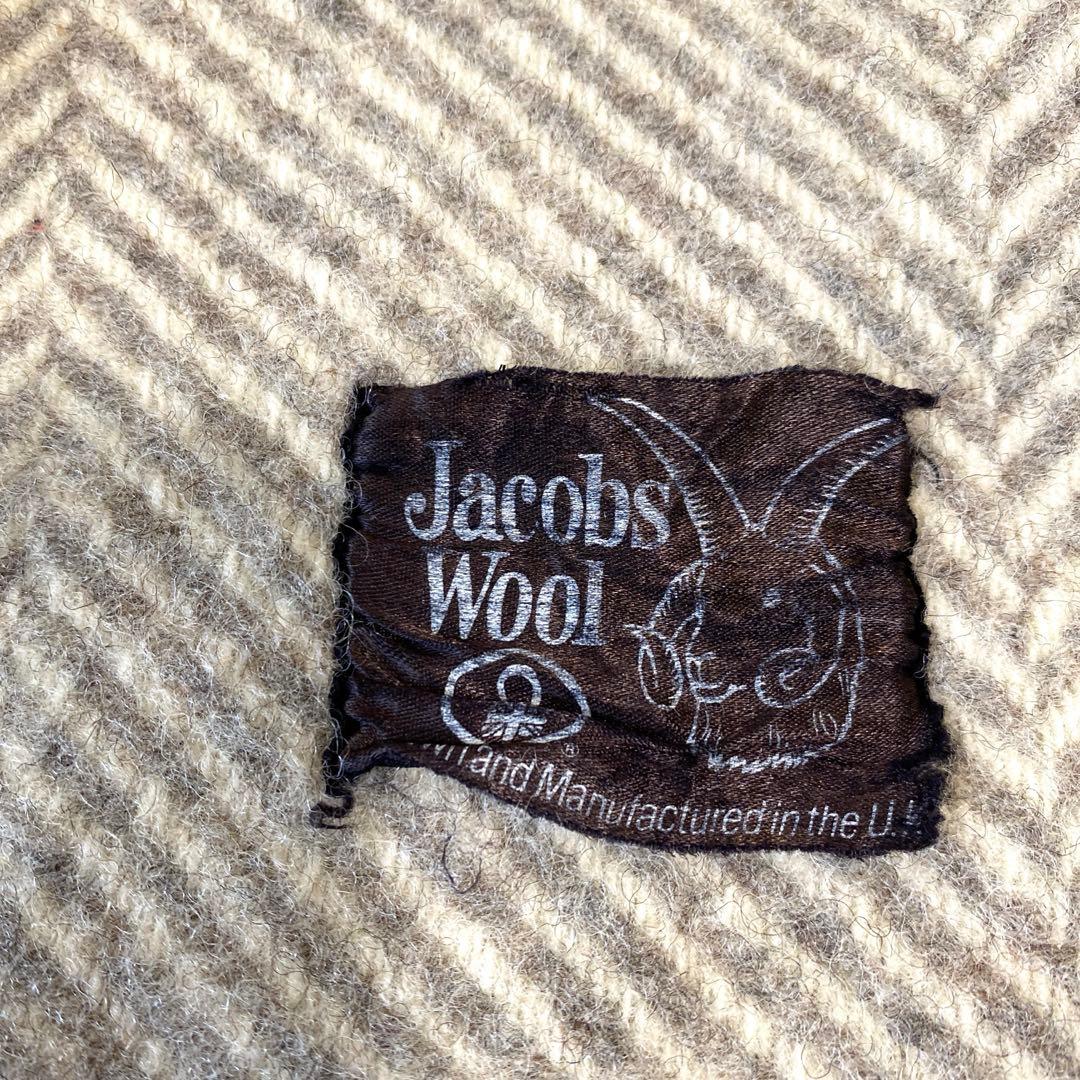 Jacobs
Wool
®
and Manufactured in the U.